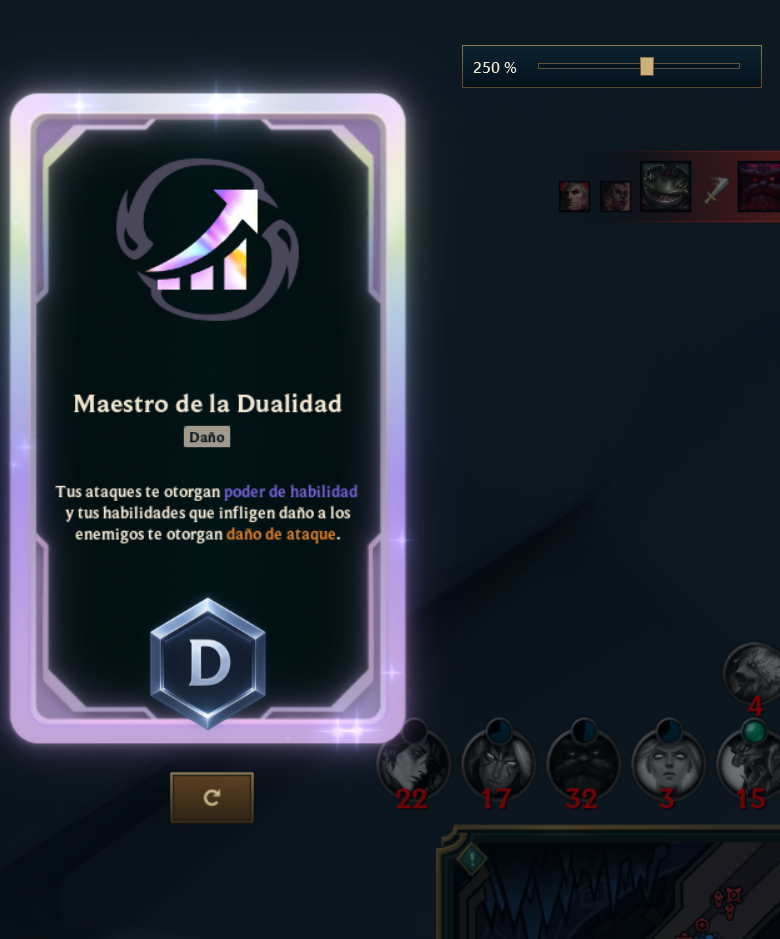 250 %
Maestro de la Dualidad
Daño
Tus ataques te otorgan poder de habilidad
y tus habilidades que infligen daño a los
enemigos te otorgan daño de ataque.
D
4
22
17
32
3
15